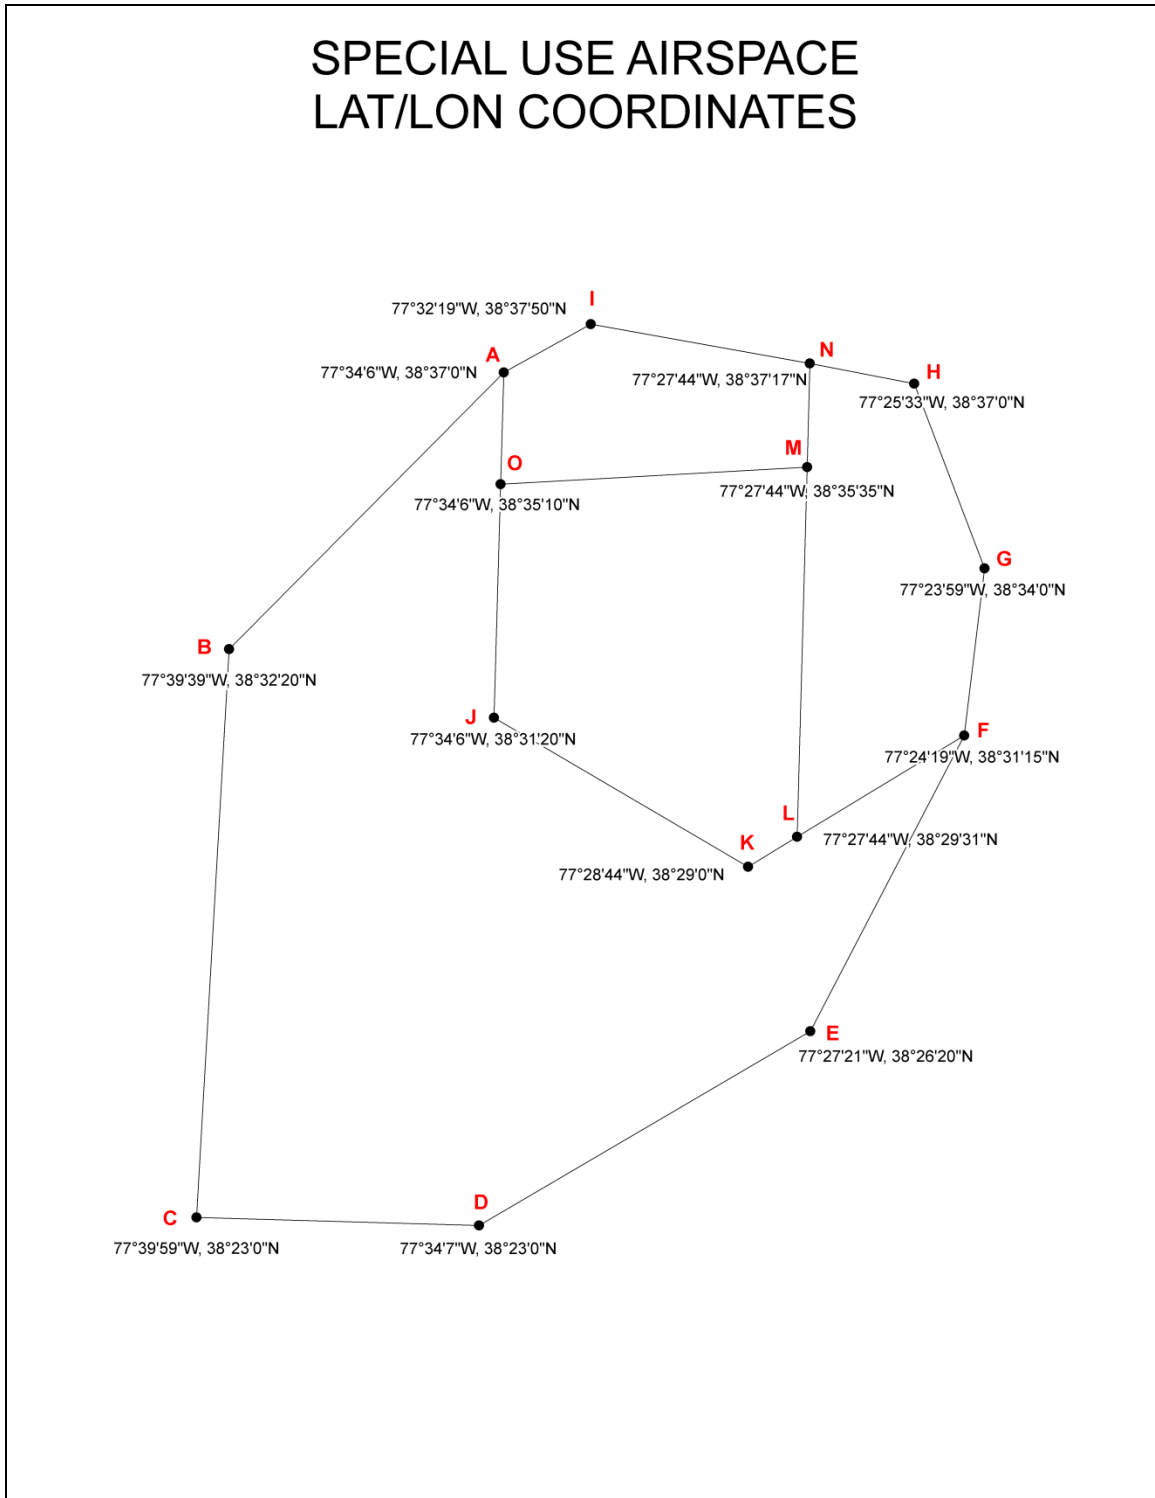 SPECIAL USE AIRSPACE
LAT/LON COORDINATES
I
77°32'19"W, 38°37'50"N
N
A
77°34'6"W, 38°37'0"N
77°27'44"W, 38°37'17"N
H
77°25'33"W, 38°37'0"N
M
O
77°27'44"W, 38°35'35"N
77°34'6"W, 38°35'10"N
G
77°23'59"W, 38°34'0"N
B
77°39'39"W, 38°32'20"N
J
77°34'6"W, 38°31'20"N
F
77°24'19"W, 38°31'15"N
L
77°27'44"W, 38°29'31"N
K
77°28'44"W, 38°29'0"N
E
77°27'21"W, 38°26'20"N
D
C
77°39'59"W, 38°23'0"N
77°34'7"W, 38°23'0"N